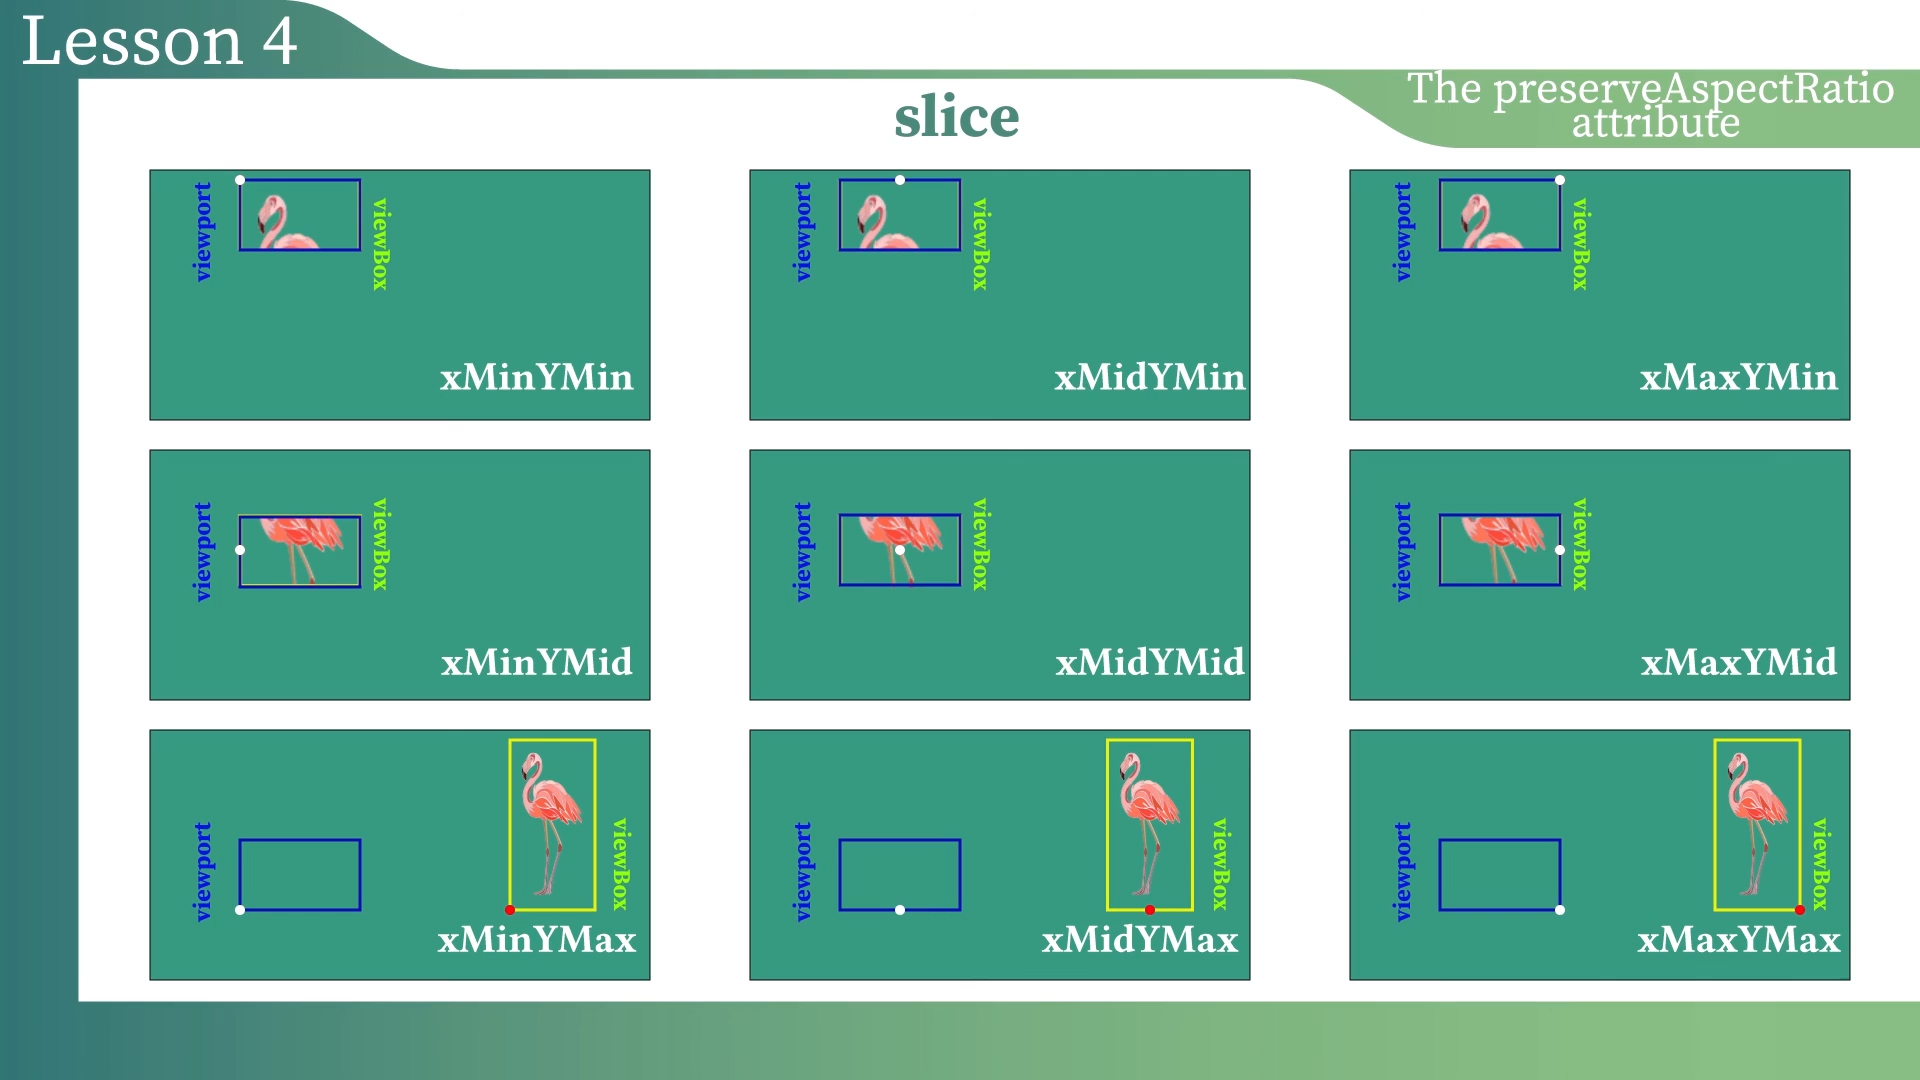 Lesson 4
The preserveAspectRatio
attribute
slice
viewport
viewBox
xMinYMin
viewport
viewBox
xMidYMin
viewport
viewBox
xMaxYMin
viewport
viewBox
xMinYMid
viewport
viewBox
xMidYMid
viewport
viewBox
xMaxYMid
viewport
viewBox
xMinYMax
viewport
viewBox
xMidYMax
viewport
viewBox
xMaxYMax